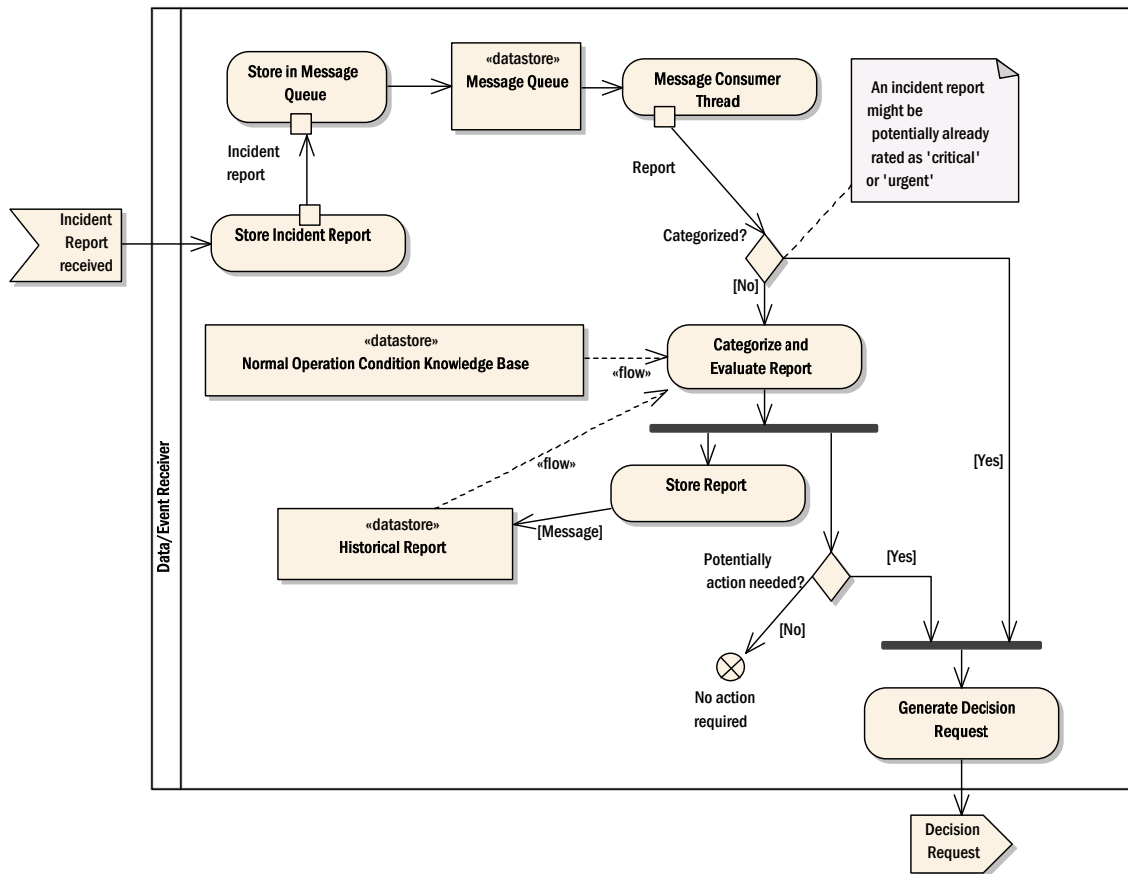 Store in Message
Queue
«datastore»
Message Queue
Message Consumer
Thread
An incident report
might be
potentially already
rated as 'critical'
or 'urgent'
Incident
report
Report
Incident
Report
received
Store Incident Report
Categorized?
[No]
«datastore»
Normal Operation Condition Knowledge Base
«flow»
Categorize and
Evaluate Report
«flow»
[Yes]
Store Report
Data/Event Receiver
«datastore»
Historical Report
[Message]
Potentially
action needed?
[Yes]
[No]
No action
required
Generate Decision
Request
Decision
Request